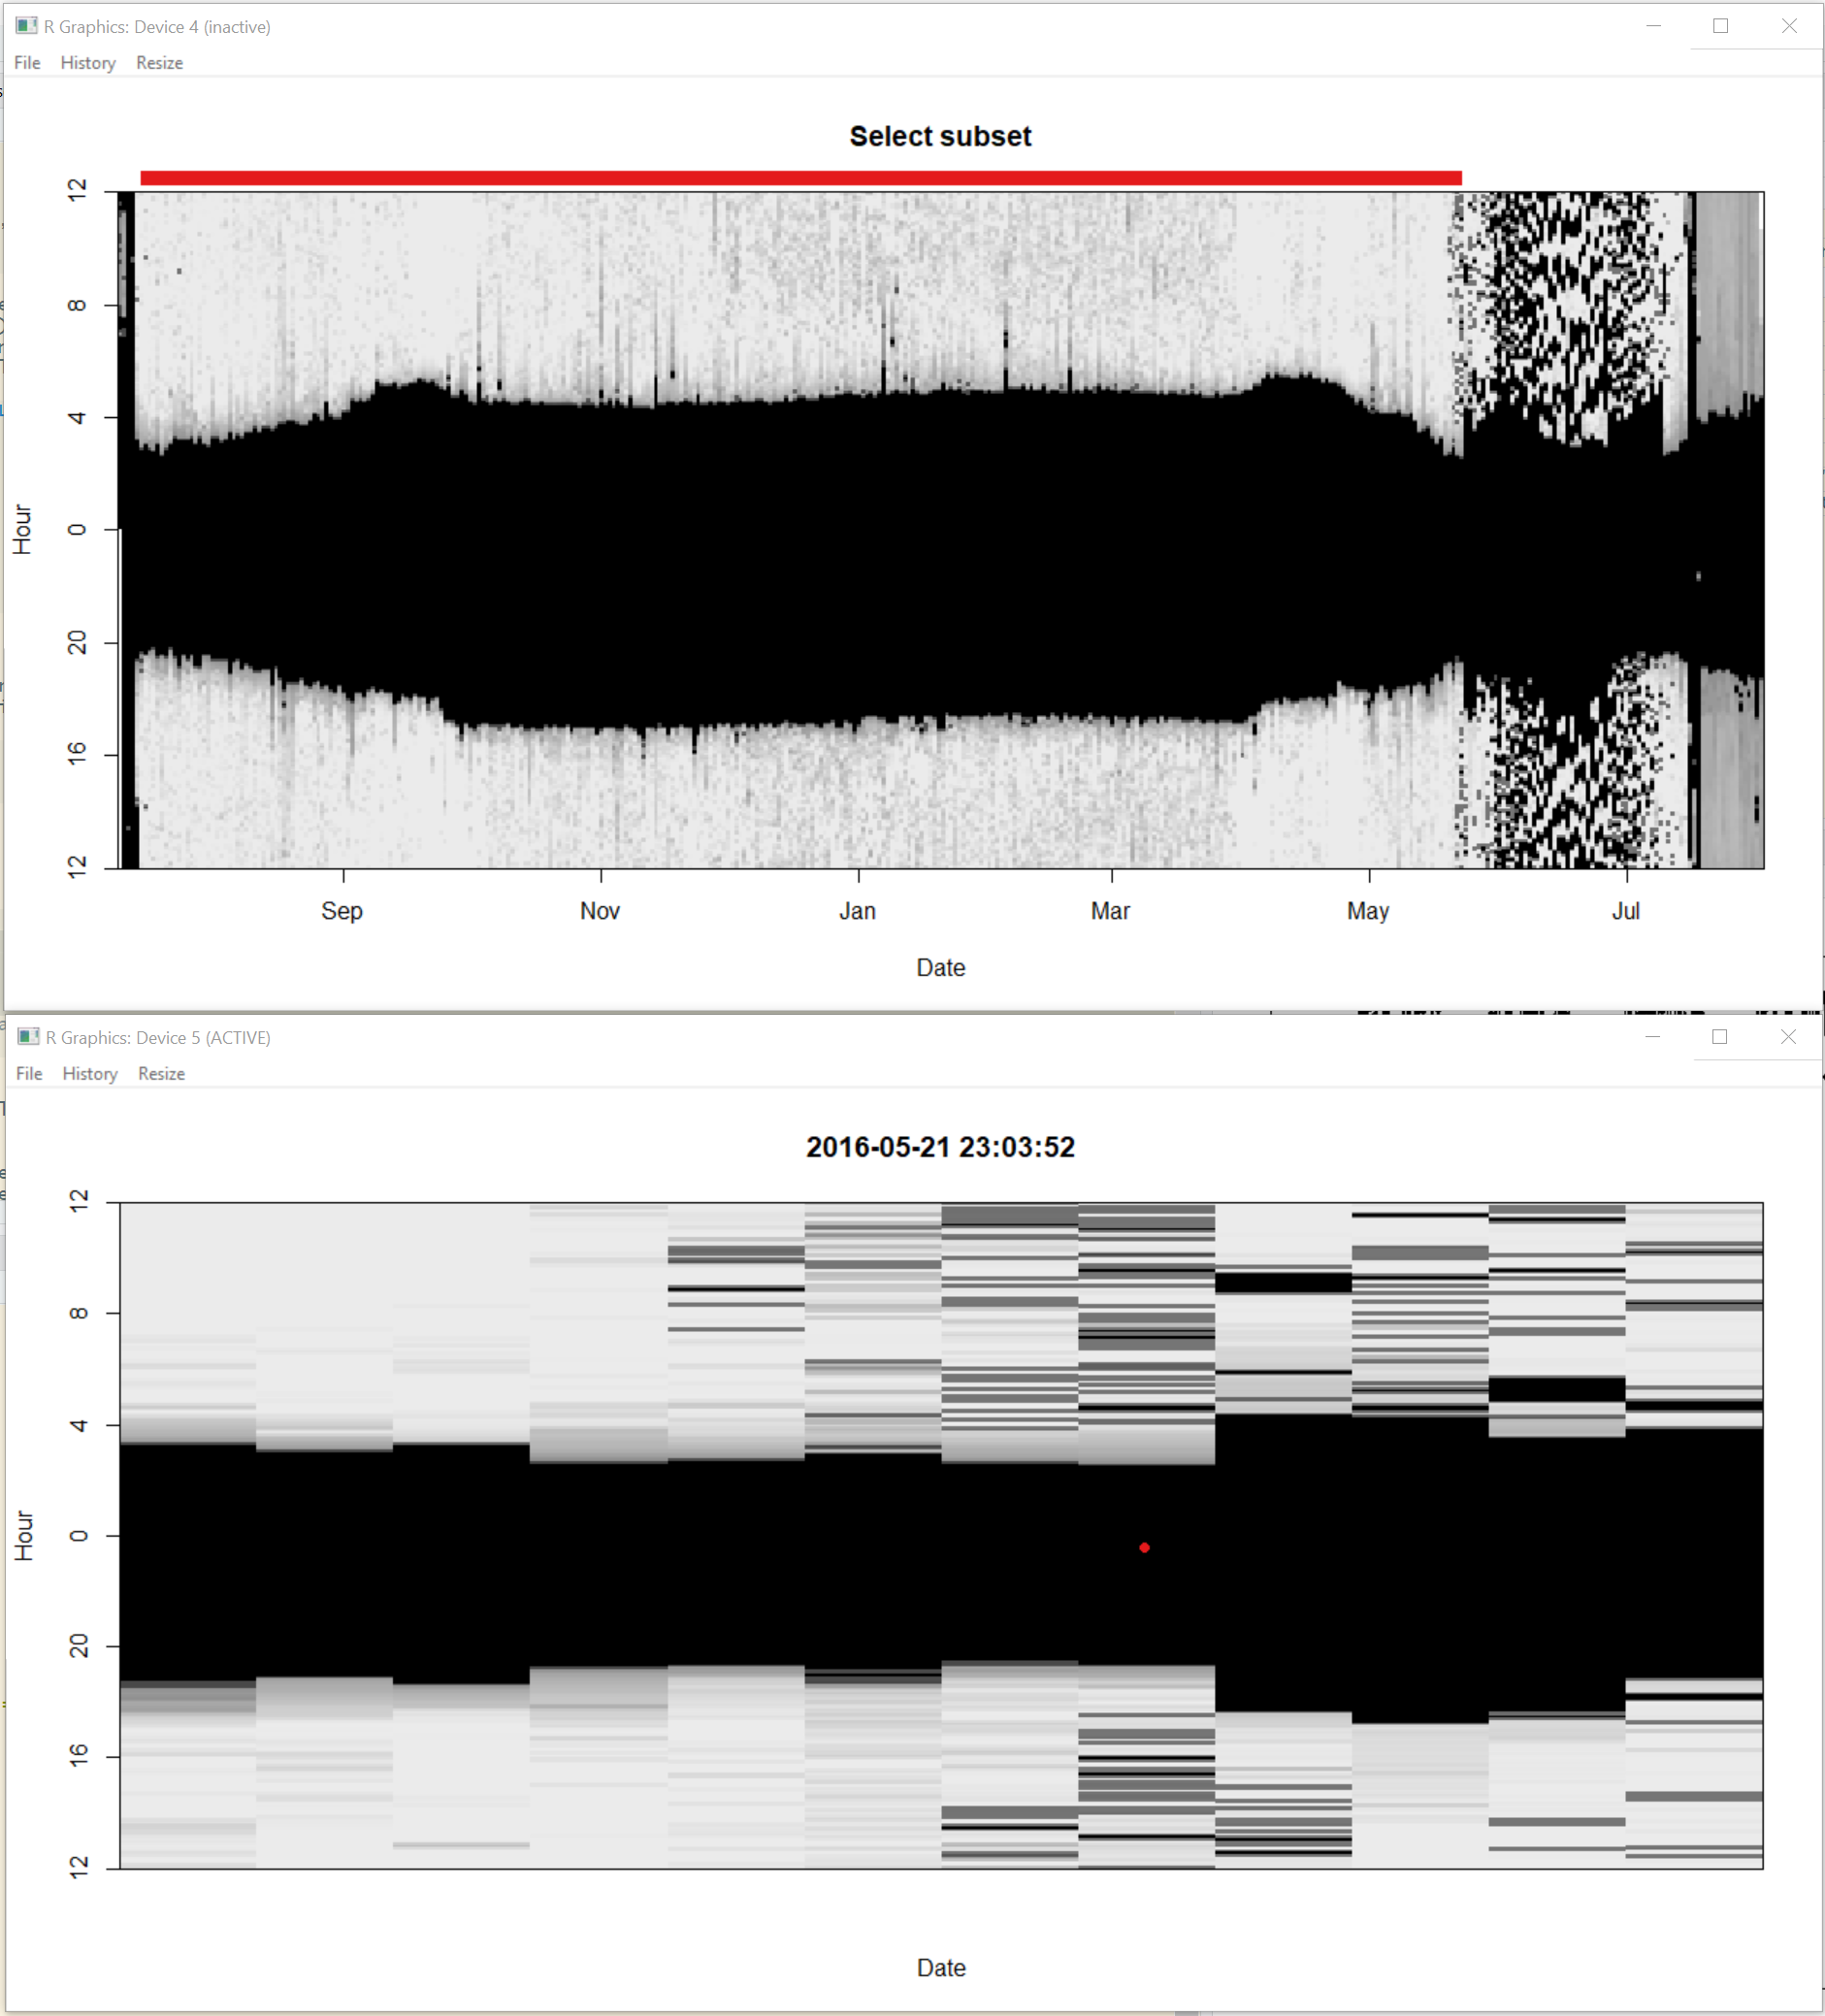 R Graphics: Device 4 (inactive)
File History Resize
Select subset
12
8
4
0
20
16
12
Hour
Sep Nov Jan Mar May Jul
Date
R Graphics: Device 5 (ACTIVE)
File History Resize
2016-05-21 23:03:52
12
8
4
0
20
16
12
Hour
Date